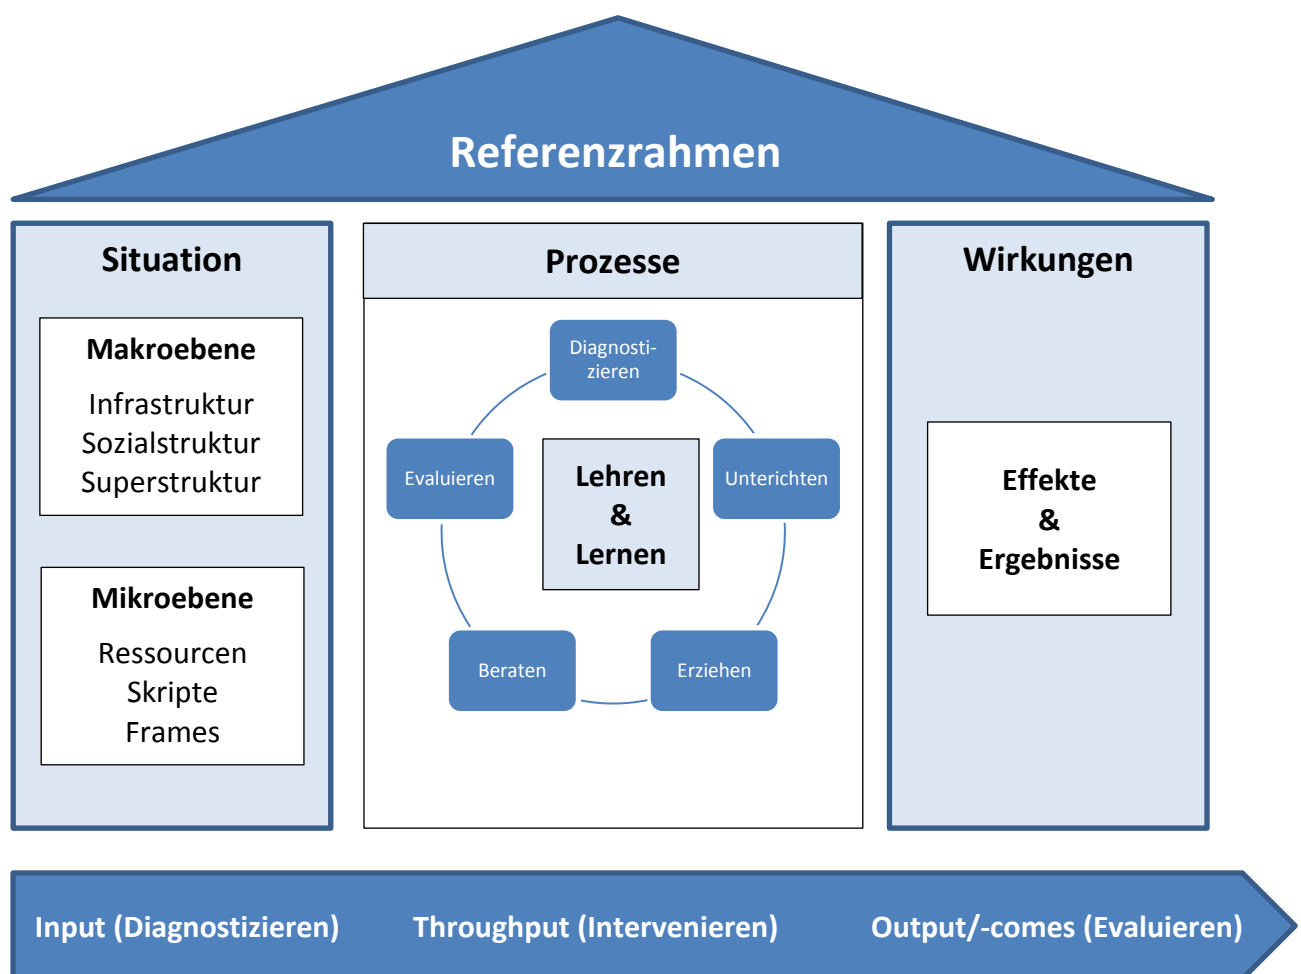 Referenzrahmen
Situation
Makroebene
Infrastruktur
Sozialstruktur
Superstruktur
Mikroebene
Ressourcen
Skripte
Frames
Prozesse
Diagnosti-
zieren
Unterichten
Erziehen
Beraten
Evaluieren
Lehren
&
Lernen
Wirkungen
Effekte
&
Ergebnisse
Input (Diagnostizieren)
Throughput (Intervenieren)
Output/-comes (Evaluieren)